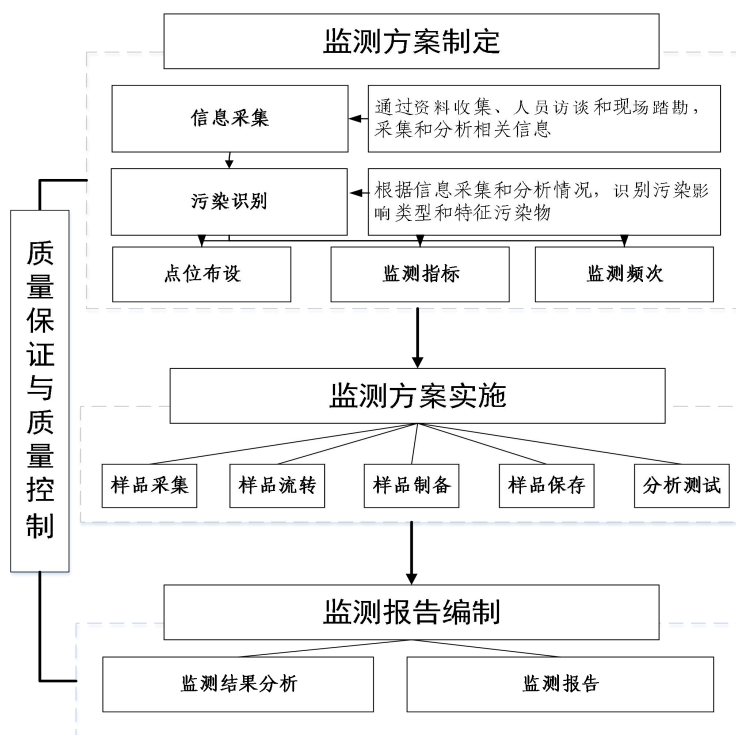 监测方案制定
信息采集
通过资料收集、人员访谈和现场踏勘，
采集和分析相关信息
污染识别
根据信息采集和分析情况，识别污染影
响类型和特征污染物
点位布设
监测指标
监测频次
质量保证与质量控制
监测方案实施
样品采集
样品流转
样品制备
样品保存
分析测试
监测报告编制
监测结果分析
监测报告